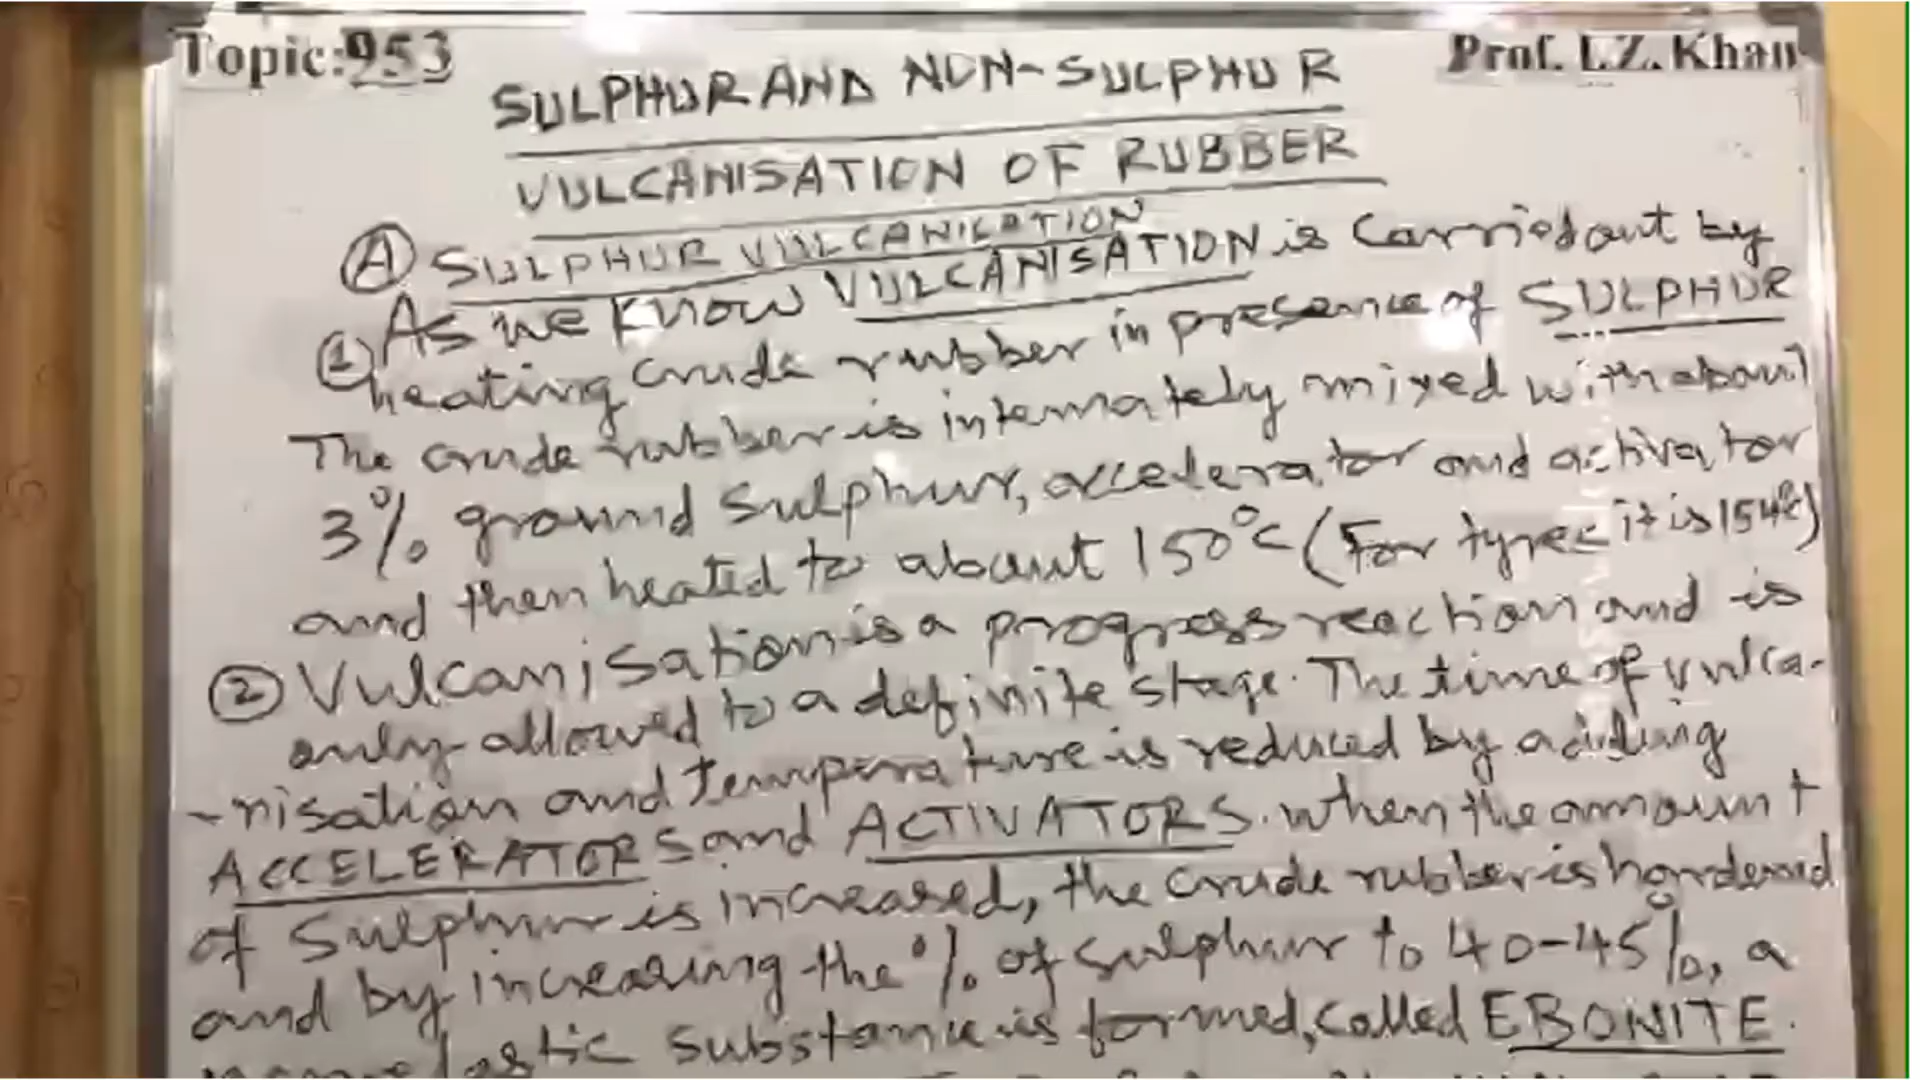 Topic:953
Prof. I.Z. Khan
SULPHUR AND NON-SULPHUR
VULCANISATION OF RUBBER
(A) SULPHUR VULCANISATION
(1) As we know VULCANISATION is carried out by
heating crude rubber in presence of SULPHUR
The crude rubber is internately mixed with about
3% ground sulphur, accelerator and activator
and then heated to about 150°C (For tyres it is 154°C)
(2) Vulcanisation is a progress reaction and is
only allowed to a definite stage. The time of vulca-
-nisation and temperature is reduced by adding
ACCELERATORS and ACTIVATORS. When the amount
of sulphur is increased, the crude rubber is hardened
and by increasing the % of sulphur to 40-45%, a
substance is formed, called EBONITE.